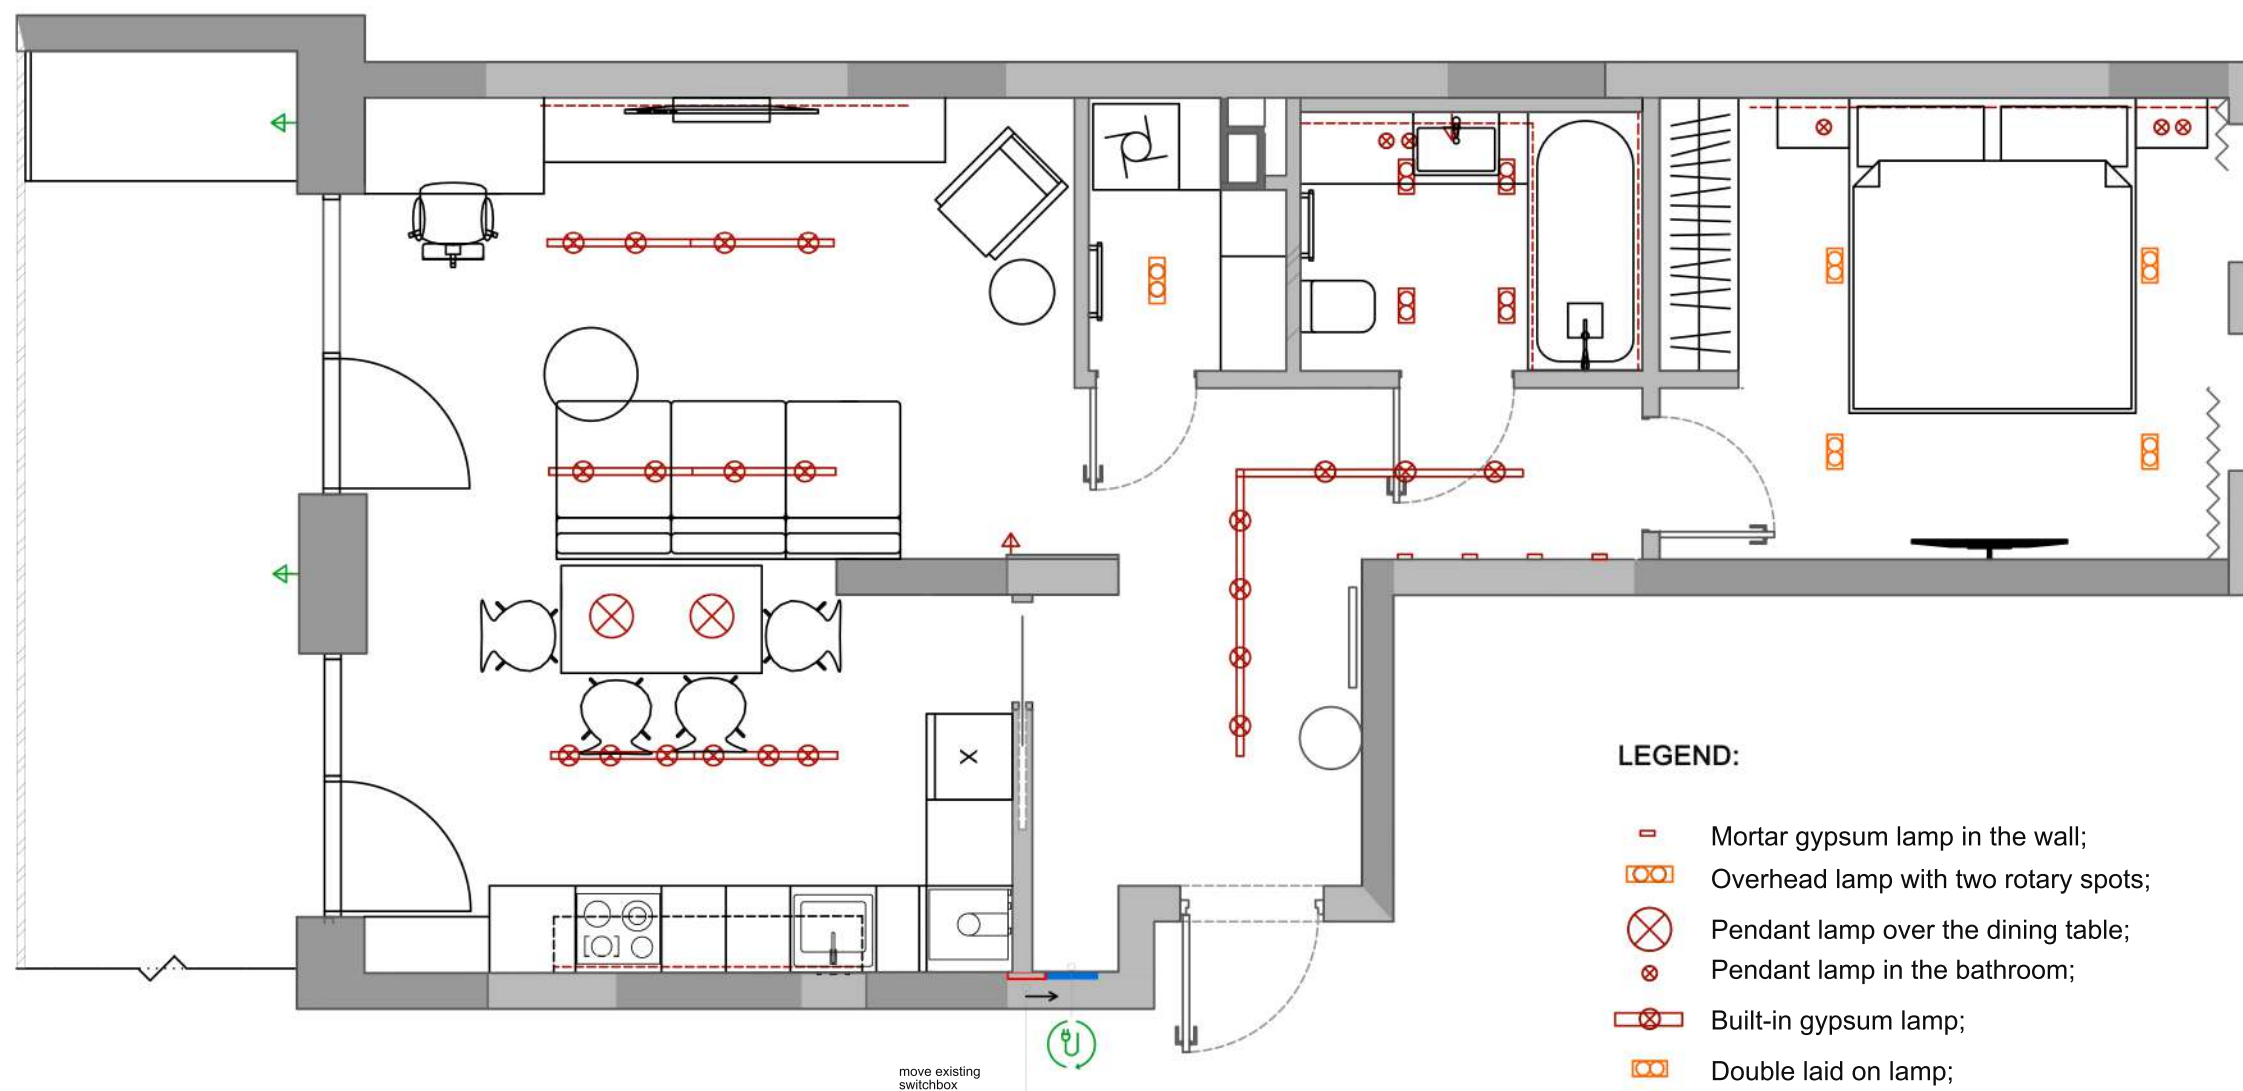 X
LEGEND:
Mortar gypsum lamp in the wall;
Overhead lamp with two rotary spots;
Pendant lamp over the dining table;
Pendant lamp in the bathroom;
Built-in gypsum lamp;
Double laid on lamp;
move existing
switchbox